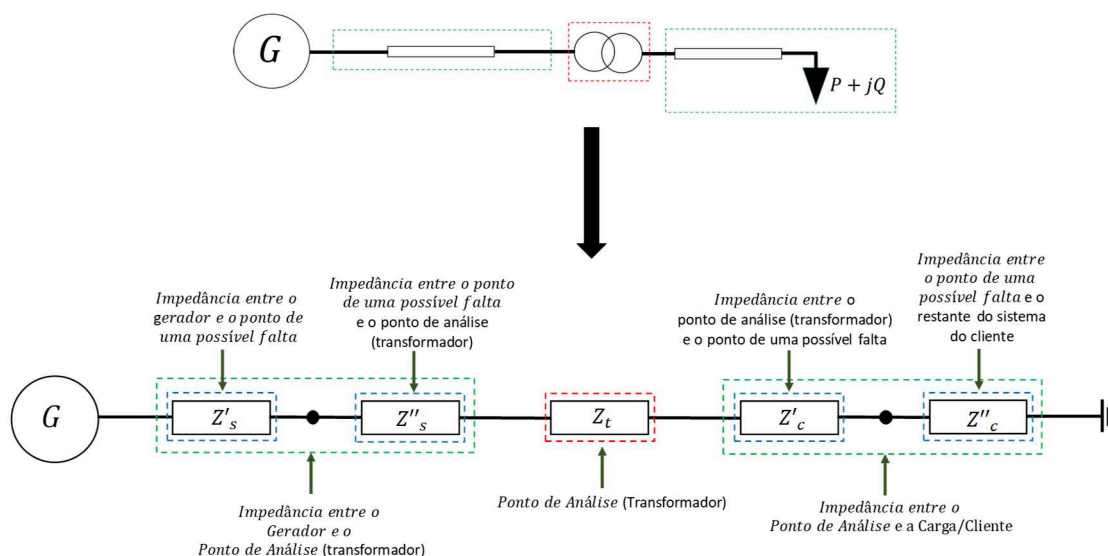 G
P + jQ
Impedância entre o
gerador e o ponto de
uma possível falta
Impedância entre o ponto
de uma possível falta
e o ponto de análise
(transformador)
Impedância entre o
ponto de análise (transformador)
e o ponto de uma possível falta
Impedância entre
o ponto de uma
possível falta e o
restante do sistema
do cliente
G
Z'ₛ
Z''ₛ
Zₜ
Z'_c
Z''_c
Impedância entre o
Gerador e o
Ponto de Análise (transformador)
Ponto de Análise (Transformador)
Impedância entre o
Ponto de Análise e a Carga/Cliente